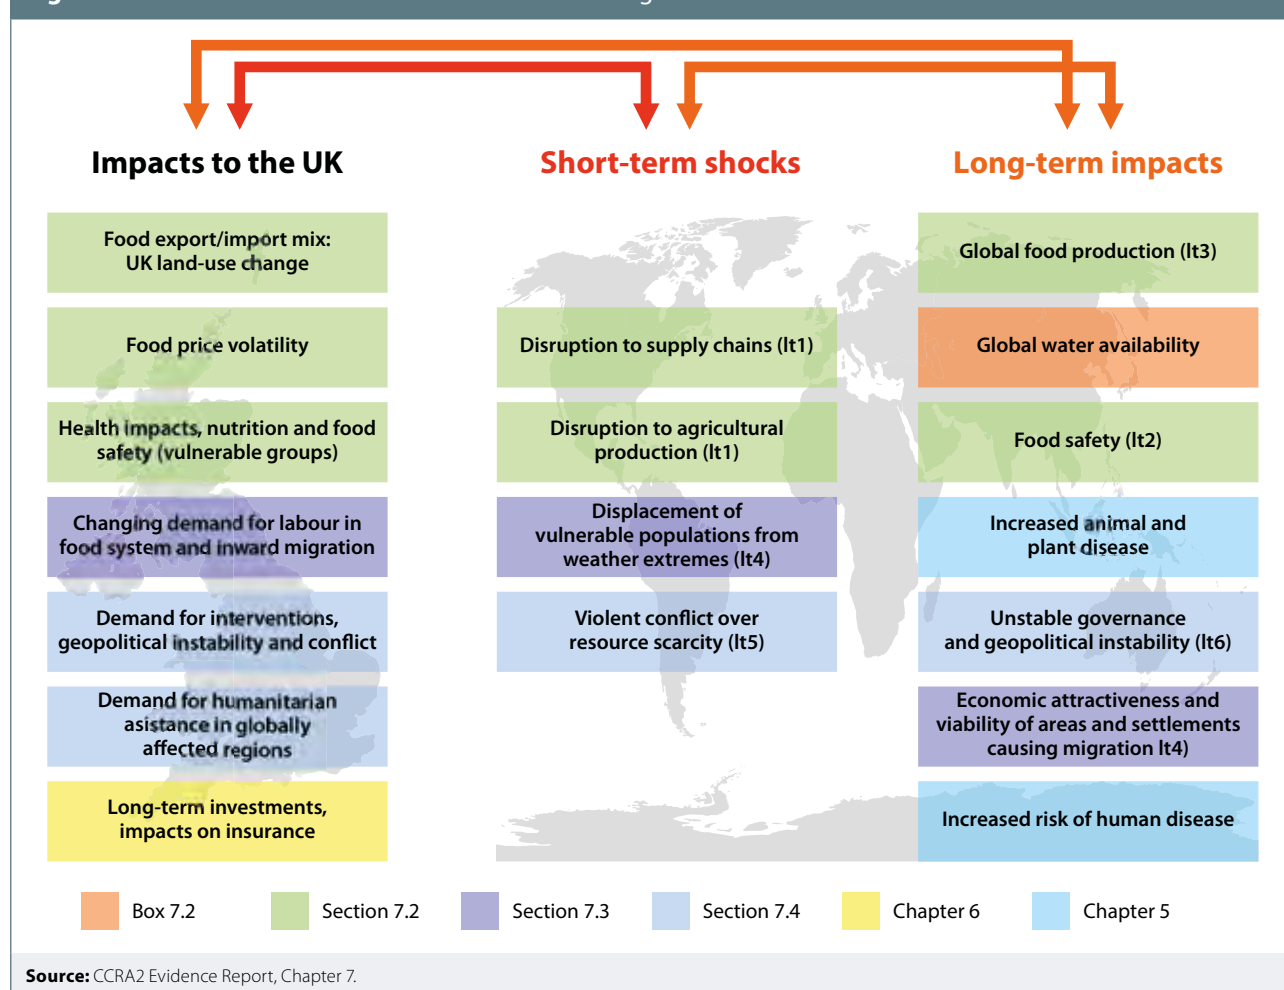 Impacts to the UK
Short-term shocks
Long-term impacts
Food export/import mix:
UK land-use change
Food price volatility
Health impacts, nutrition and food
safety (vulnerable groups)
Changing demand for labour in
food system and inward migration
Demand for interventions,
geopolitical instability and conflict
Demand for humanitarian
asistance in globally
affected regions
Long-term investments,
impacts on insurance
Disruption to supply chains (lt1)
Disruption to agricultural
production (lt1)
Displacement of
vulnerable populations from
weather extremes (lt4)
Violent conflict over
resource scarcity (lt5)
Global food production (lt3)
Global water availability
Food safety (lt2)
Increased animal and
plant disease
Unstable governance
and geopolitical instability (lt6)
Economic attractiveness and
viability of areas and settlements
causing migration lt4)
Increased risk of human disease
Box 7.2
Section 7.2
Section 7.3
Section 7.4
Chapter 6
Chapter 5
Source: CCRA2 Evidence Report, Chapter 7.